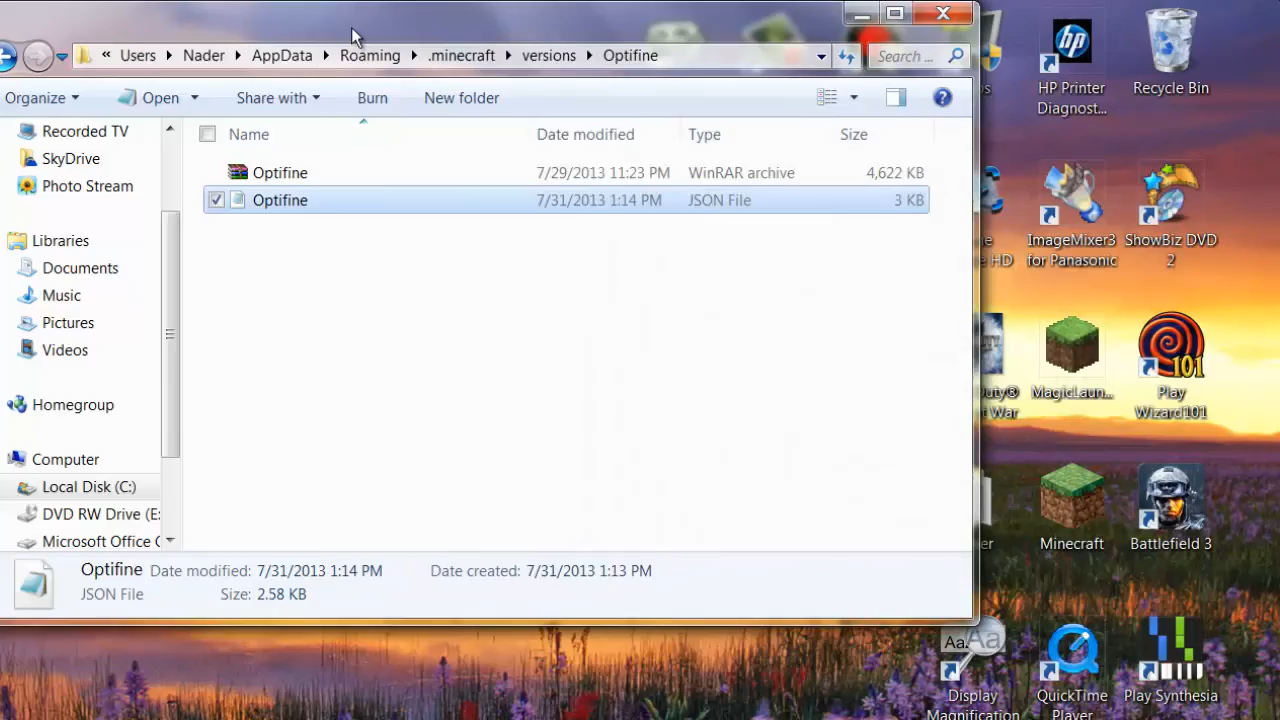 « Users Nader AppData Roaming .minecraft versions Optifine Search ...
Organize Open Share with Burn New folder
Name Date modified Type Size
Optifine 7/29/2013 11:23 PM WinRAR archive 4,622 KB
Optifine 7/31/2013 1:14 PM JSON File 3 KB
Recorded TV
SkyDrive
Photo Stream
Libraries
Documents
Music
Pictures
Videos
Homegroup
Computer
Local Disk (C:)
DVD RW Drive (E:
Microsoft Office C
Optifine Date modified: 7/31/2013 1:14 PM Date created: 7/31/2013 1:13 PM
JSON File Size: 2.58 KB
hp
HP Printer
Diagnost...
Recycle Bin
ImageMixer3
for Panasonic
ShowBiz DVD
2
HD
MagicLaun...
101
Play
Wizard101
War
Minecraft
Battlefield 3
Aa
Display
Magnification
QuickTime
Player
Play Synthesia